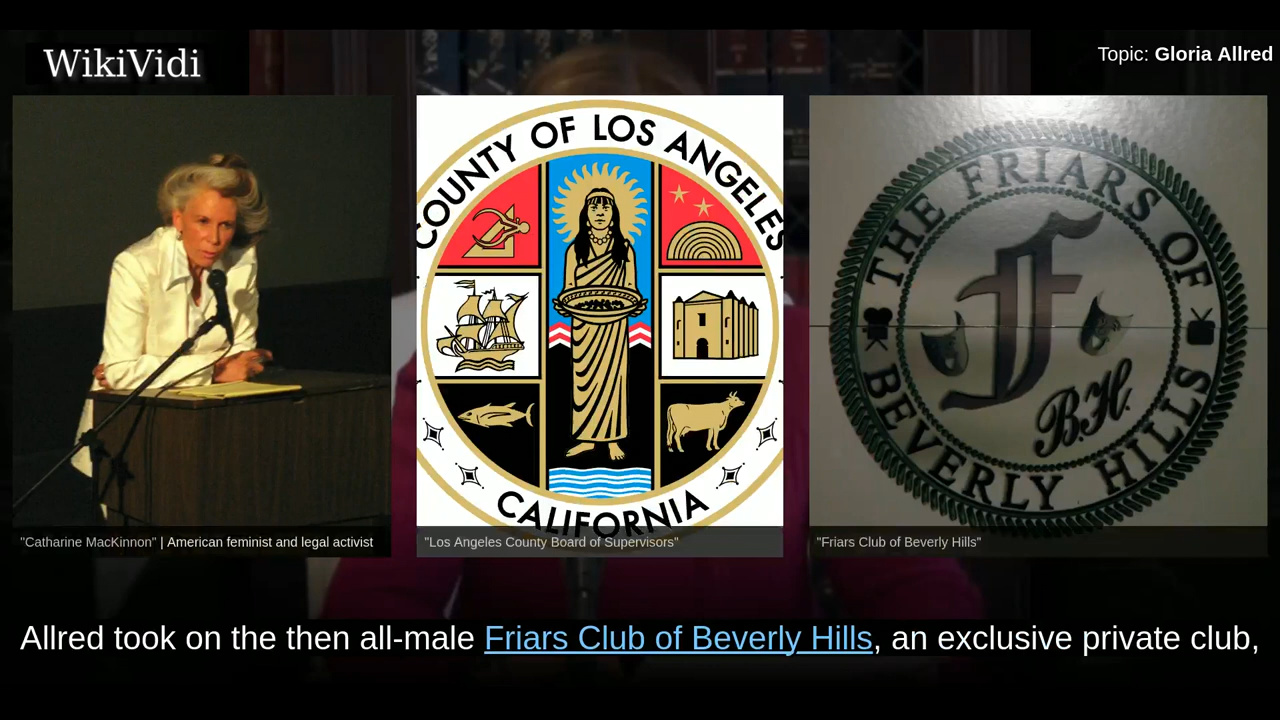 WikiVidi
Topic: Gloria Allred
COUNTY OF LOS ANGELES
CALIFORNIA
THE FRIARS OF
BEVERLY HILLS
F
B.H.
"Catharine MacKinnon" | American feminist and legal activist
"Los Angeles County Board of Supervisors"
"Friars Club of Beverly Hills"
Allred took on the then all-male Friars Club of Beverly Hills, an exclusive private club,